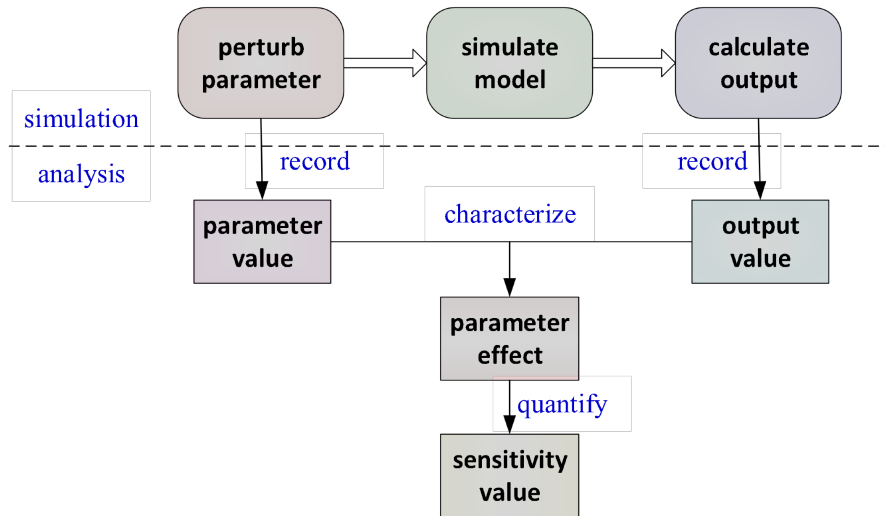 perturb
parameter
simulate
model
calculate
output
simulation
analysis
record
record
parameter
value
characterize
output
value
parameter
effect
quantify
sensitivity
value